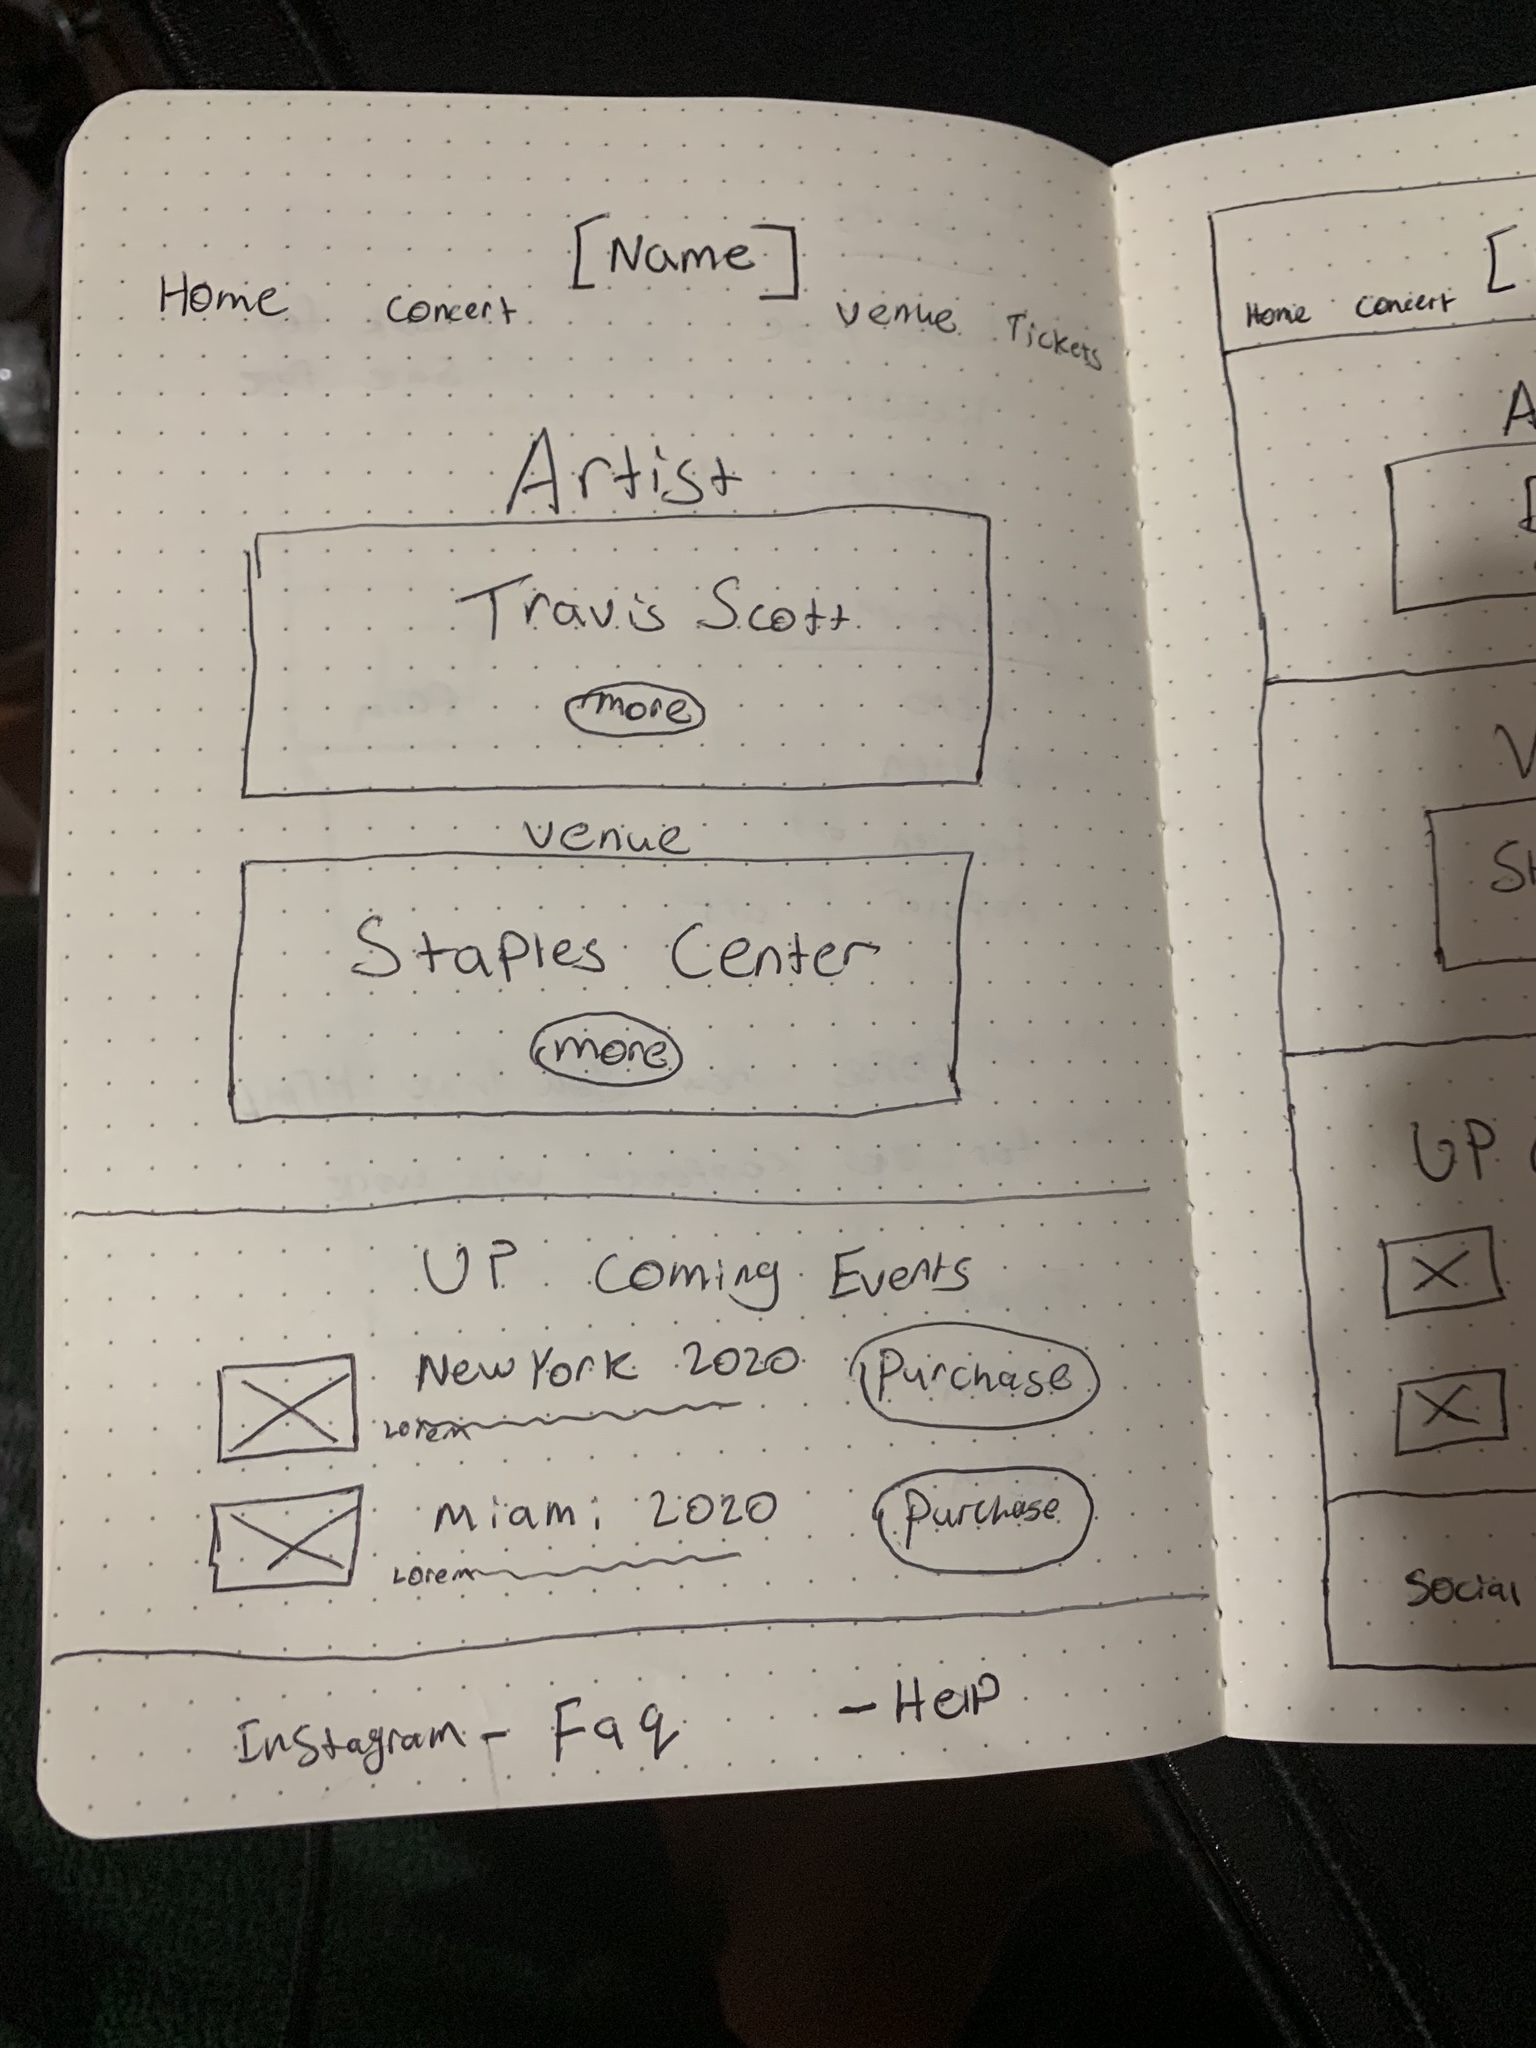 [Name]
Home concert venue Tickets
Artist
Travis Scott
more
venue
Staples Center
more
UP coming Events
New York 2020 Purchase
Lorem
Miami 2020 Purchase
Lorem
Instagram - Faq - Help
[
Home concert
UP
Social